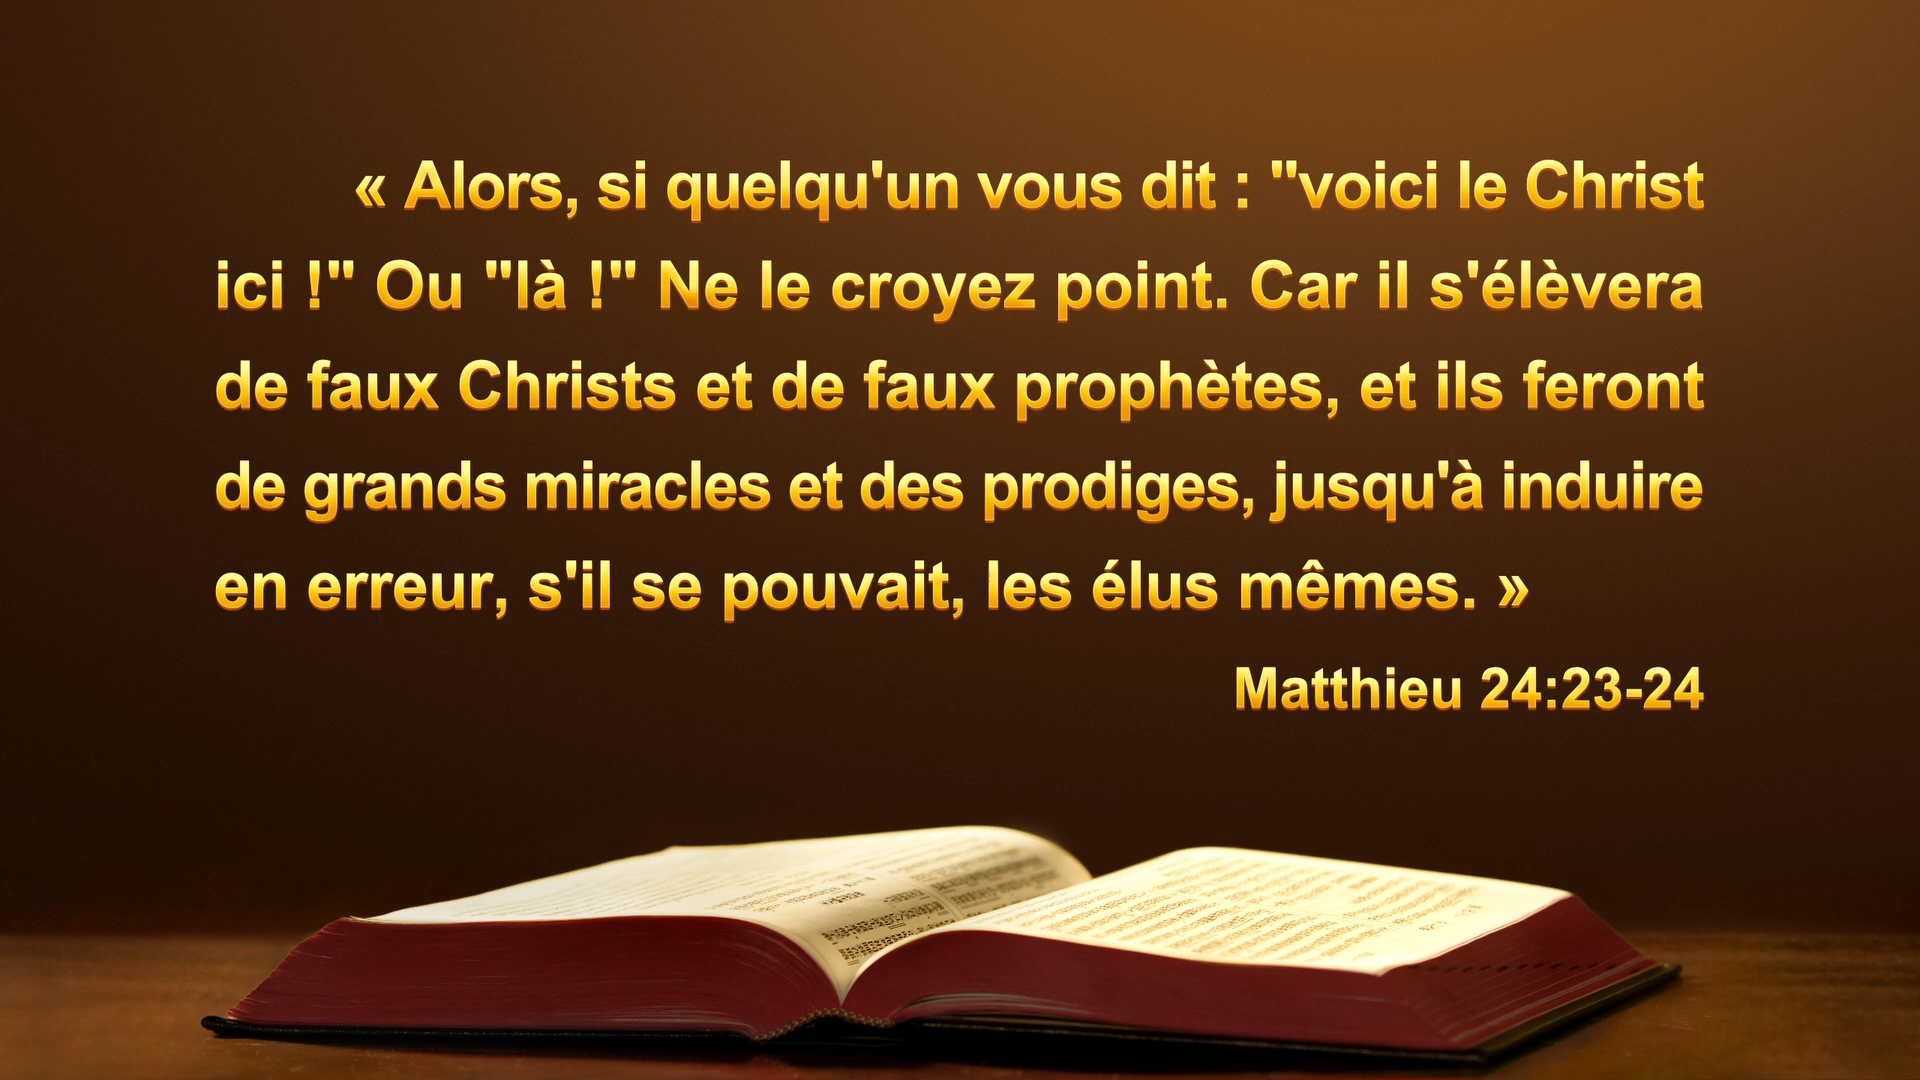 « Alors, si quelqu'un vous dit : "voici le Christ
ici !" Ou "là !" Ne le croyez point. Car il s'élèvera
de faux Christs et de faux prophètes, et ils feront
de grands miracles et des prodiges, jusqu'à induire
en erreur, s'il se pouvait, les élus mêmes. »
Matthieu 24:23-24